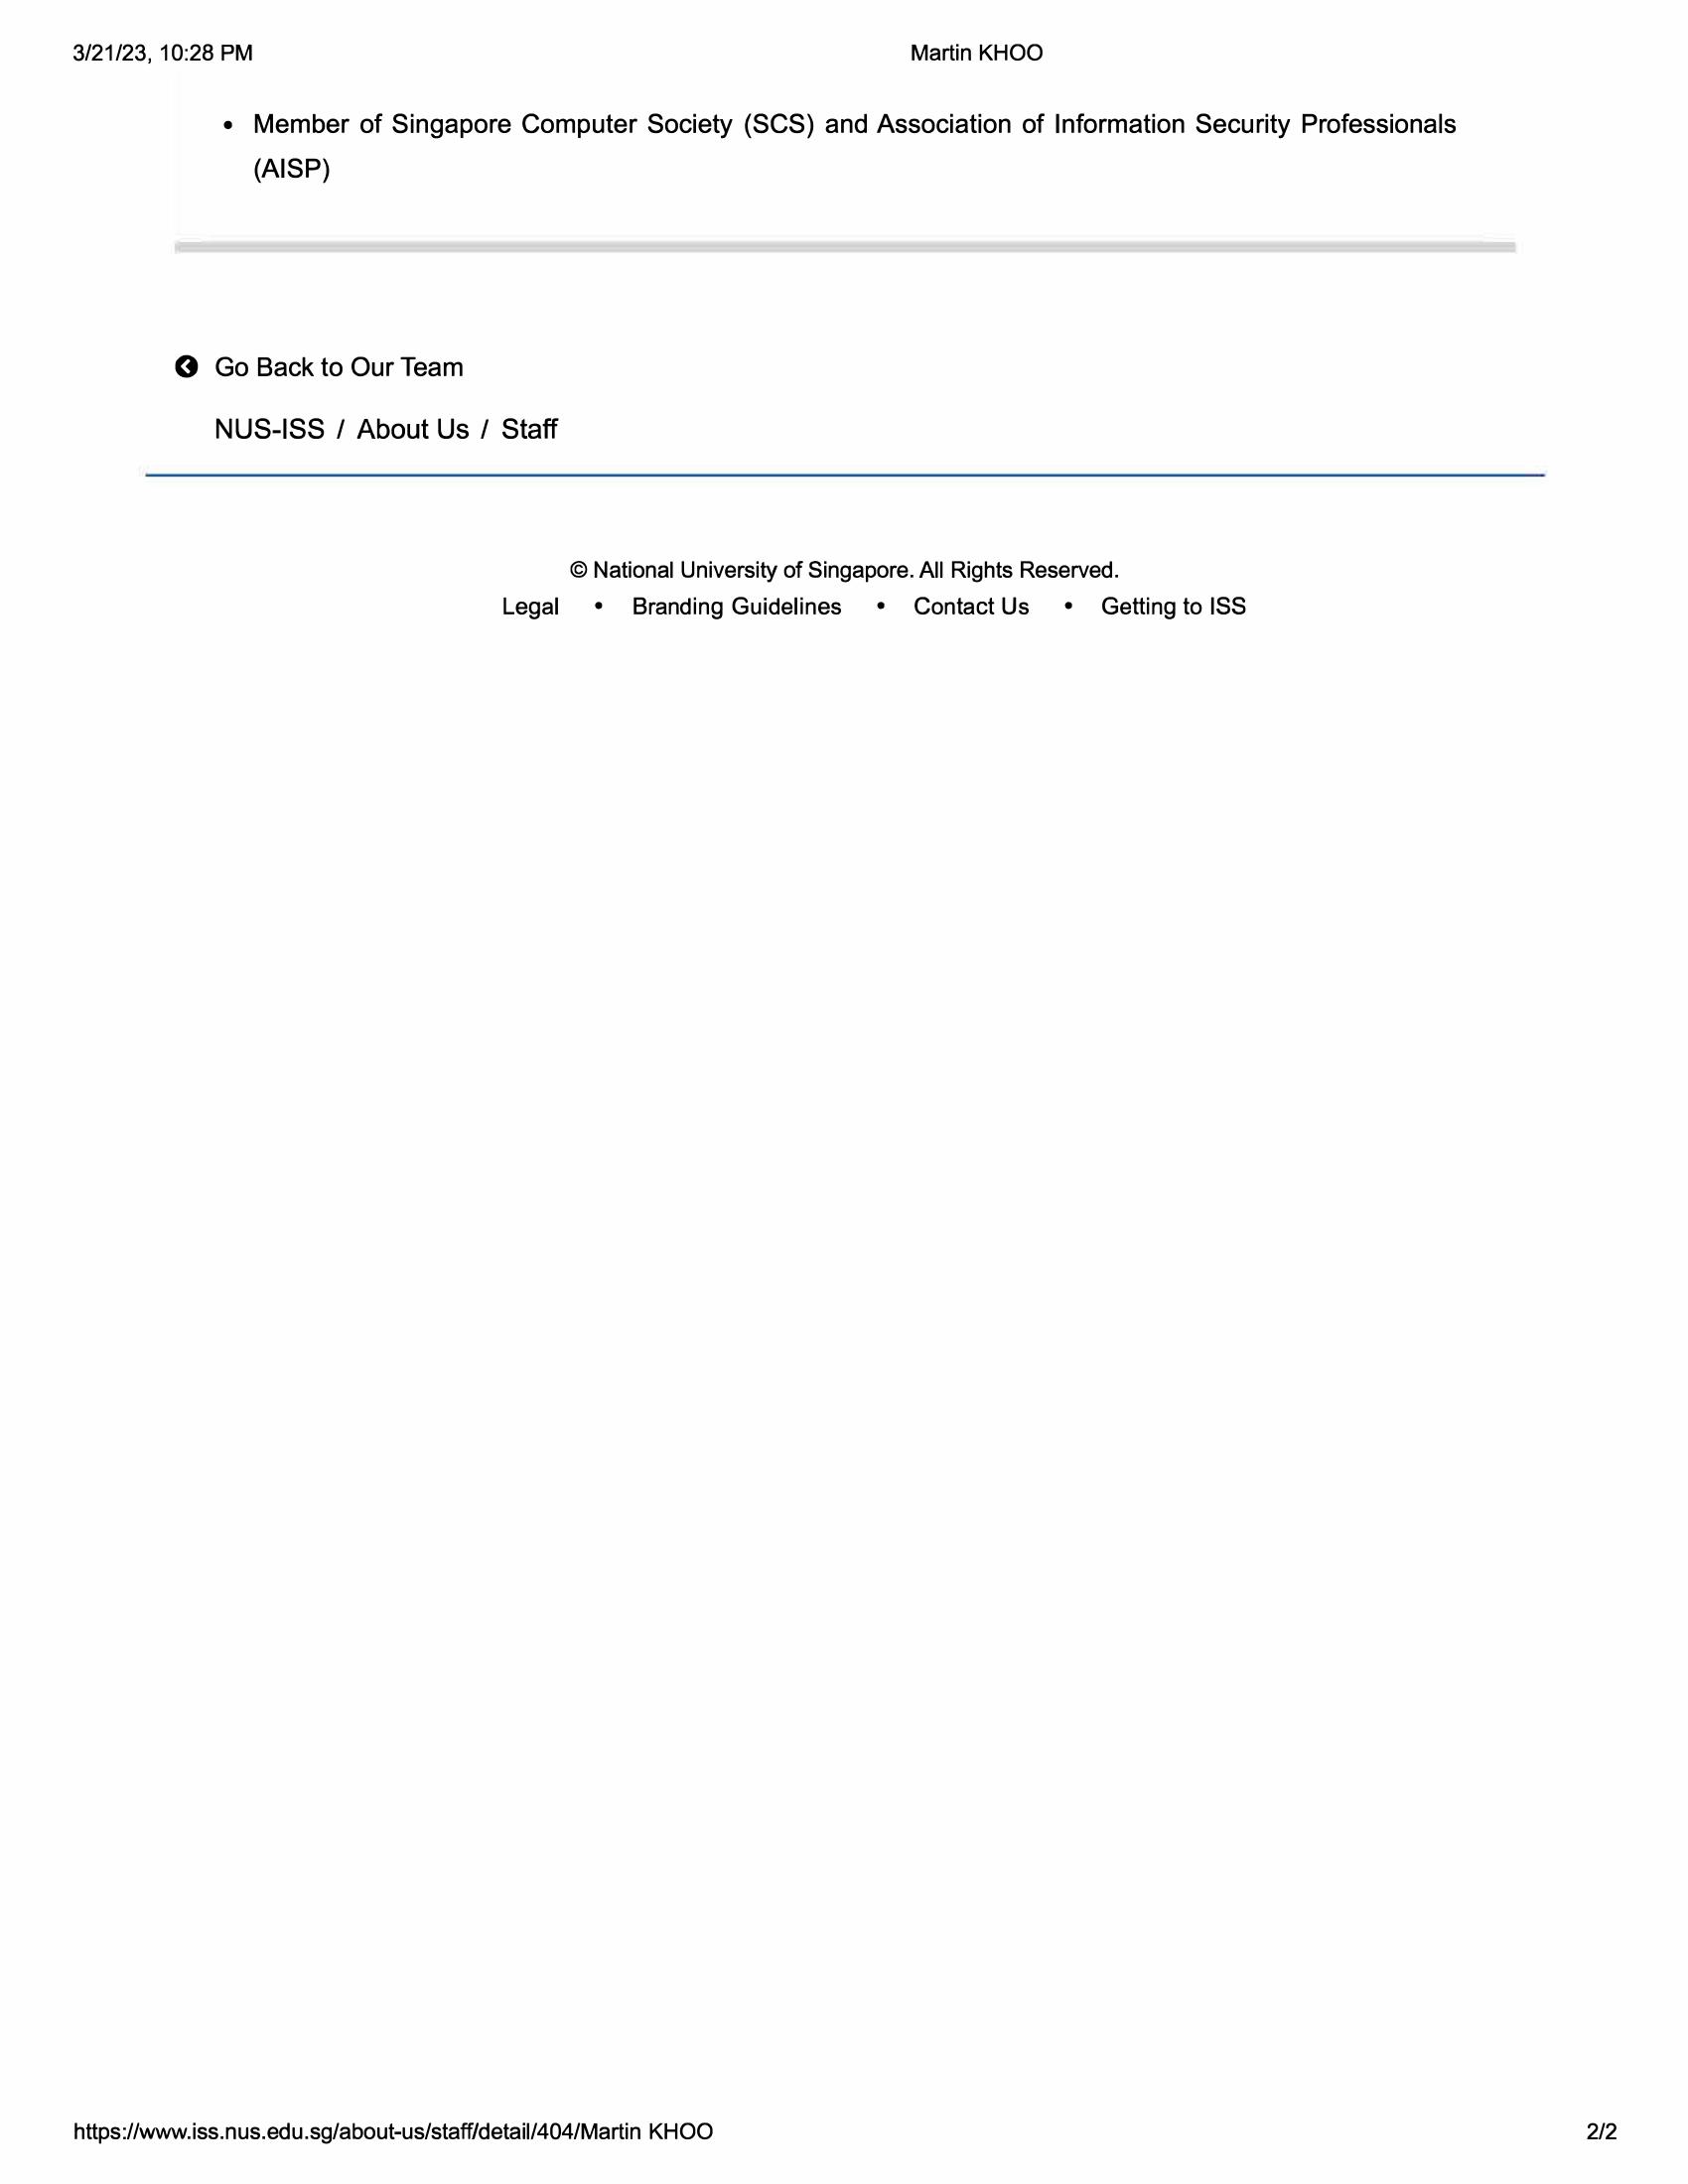 3/21/23, 10:28 PM Martin KHOO
• Member of Singapore Computer Society (SCS) and Association of Information Security Professionals
(AISP)
Go Back to Our Team
NUS-ISS / About Us / Staff
© National University of Singapore. All Rights Reserved.
Legal • Branding Guidelines • Contact Us • Getting to ISS
https://www.iss.nus.edu.sg/about-us/staff/detail/404/Martin KHOO 2/2